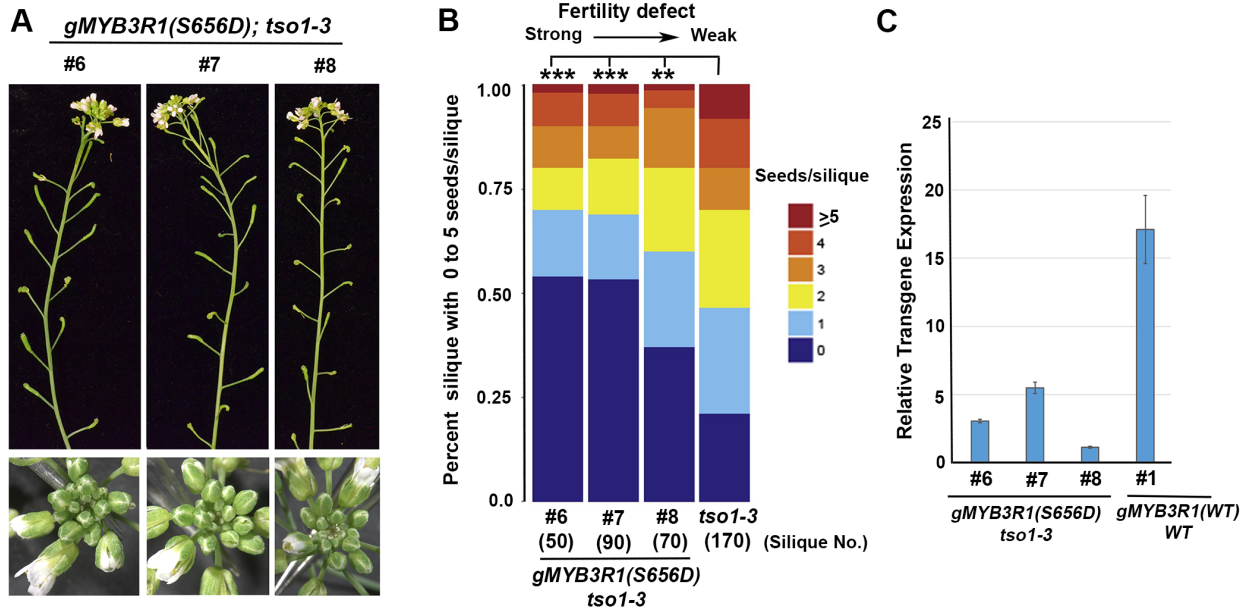 A
gMYB3R1(S656D); tso1-3
#6 #7 #8
B
Fertility defect
Strong Weak
*** *** **
Percent silique with 0 to 5 seeds/silique
1.00
0.75
0.50
0.25
0.0
#6 #7 #8 tso1-3
(50) (90) (70) (170) (Silique No.)
gMYB3R1(S656D)
tso1-3
Seeds/silique
≥5
4
3
2
1
0
C
Relative Transgene Expression
25
20
15
10
5
0
#6 #7 #8 #1
gMYB3R1(S656D)
tso1-3
gMYB3R1(WT)
WT